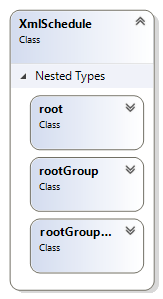 XmlSchedule
Class
Nested Types
root
Class
rootGroup
Class
rootGroup...
Class